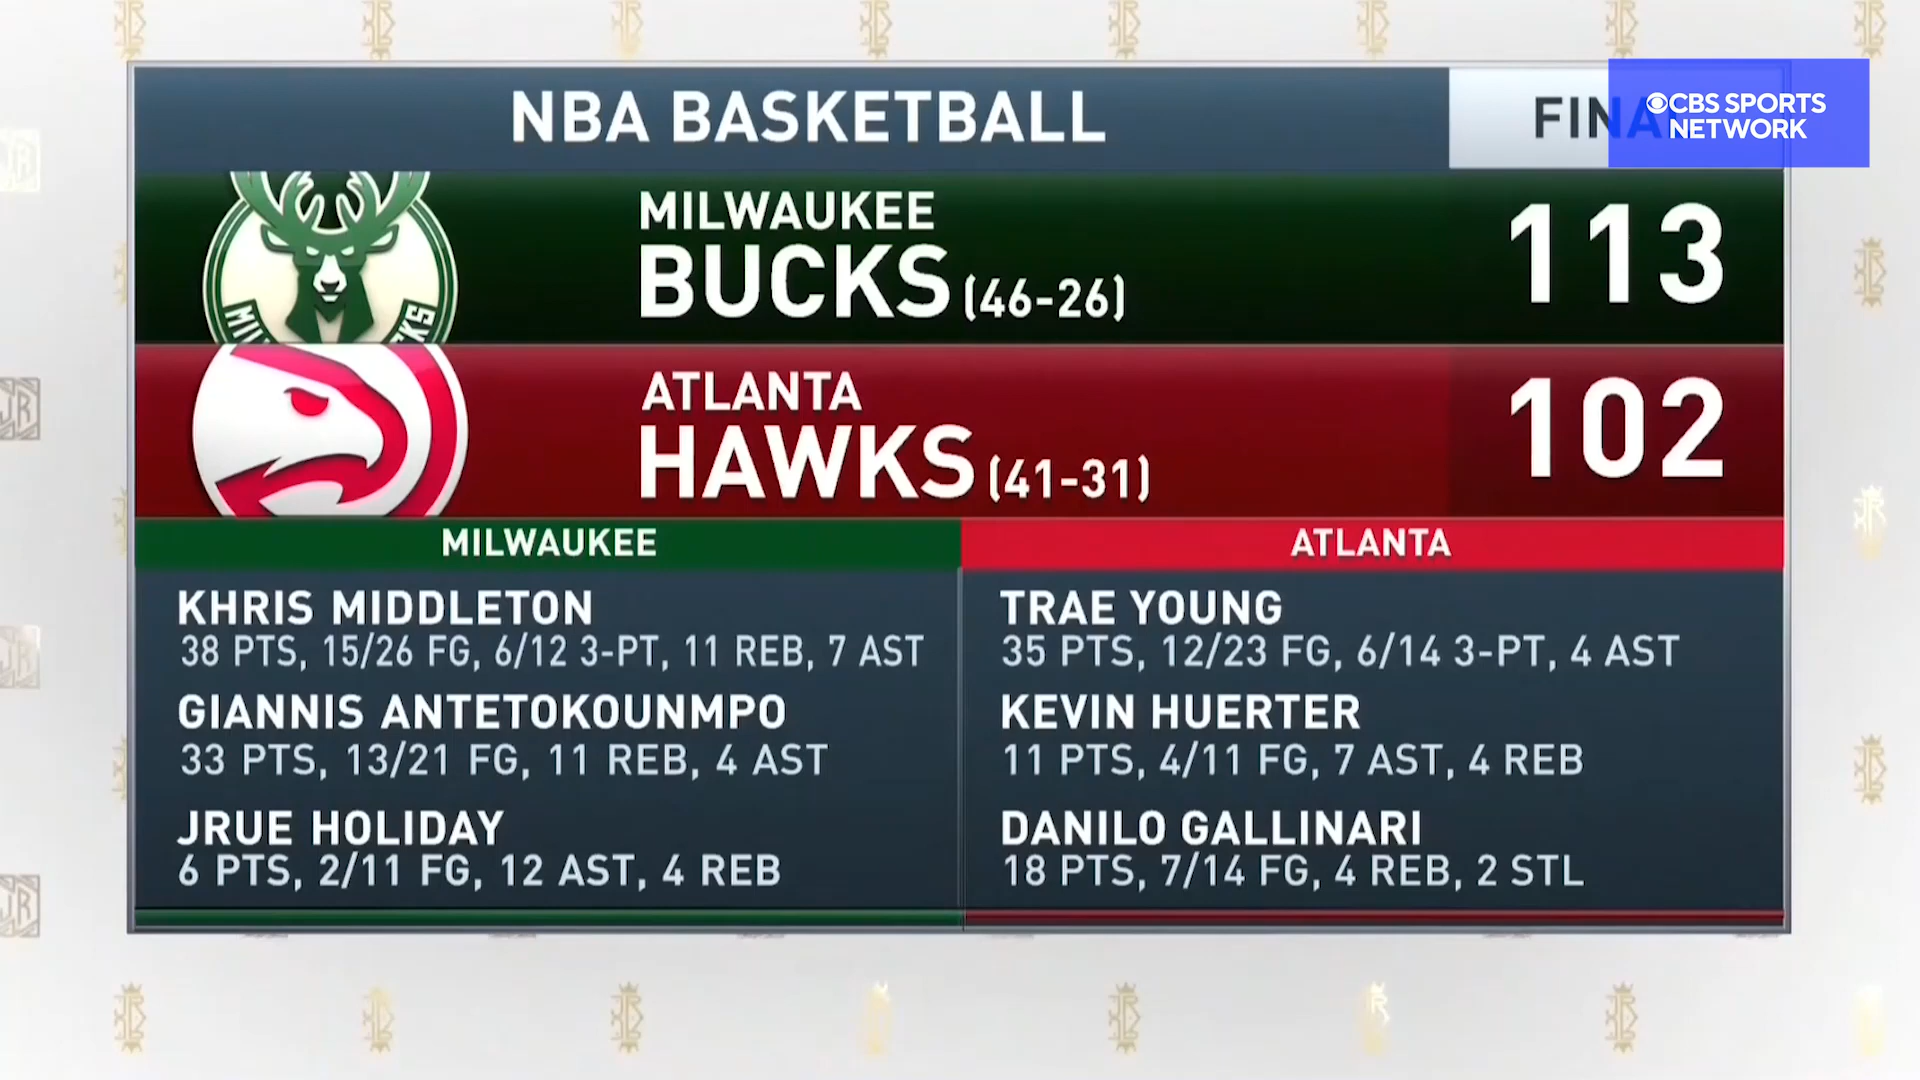 NBA BASKETBALL
CBS SPORTS
NETWORK
MILWAUKEE
BUCKS (46-26)
113
ATLANTA
HAWKS (41-31)
102
MILWAUKEE
KHRIS MIDDLETON
38 PTS, 15/26 FG, 6/12 3-PT, 11 REB, 7 AST
GIANNIS ANTETOKOUNMPO
33 PTS, 13/21 FG, 11 REB, 4 AST
JRUE HOLIDAY
6 PTS, 2/11 FG, 12 AST, 4 REB
ATLANTA
TRAE YOUNG
35 PTS, 12/23 FG, 6/14 3-PT, 4 AST
KEVIN HUERTER
11 PTS, 4/11 FG, 7 AST, 4 REB
DANILO GALLINARI
18 PTS, 7/14 FG, 4 REB, 2 STL